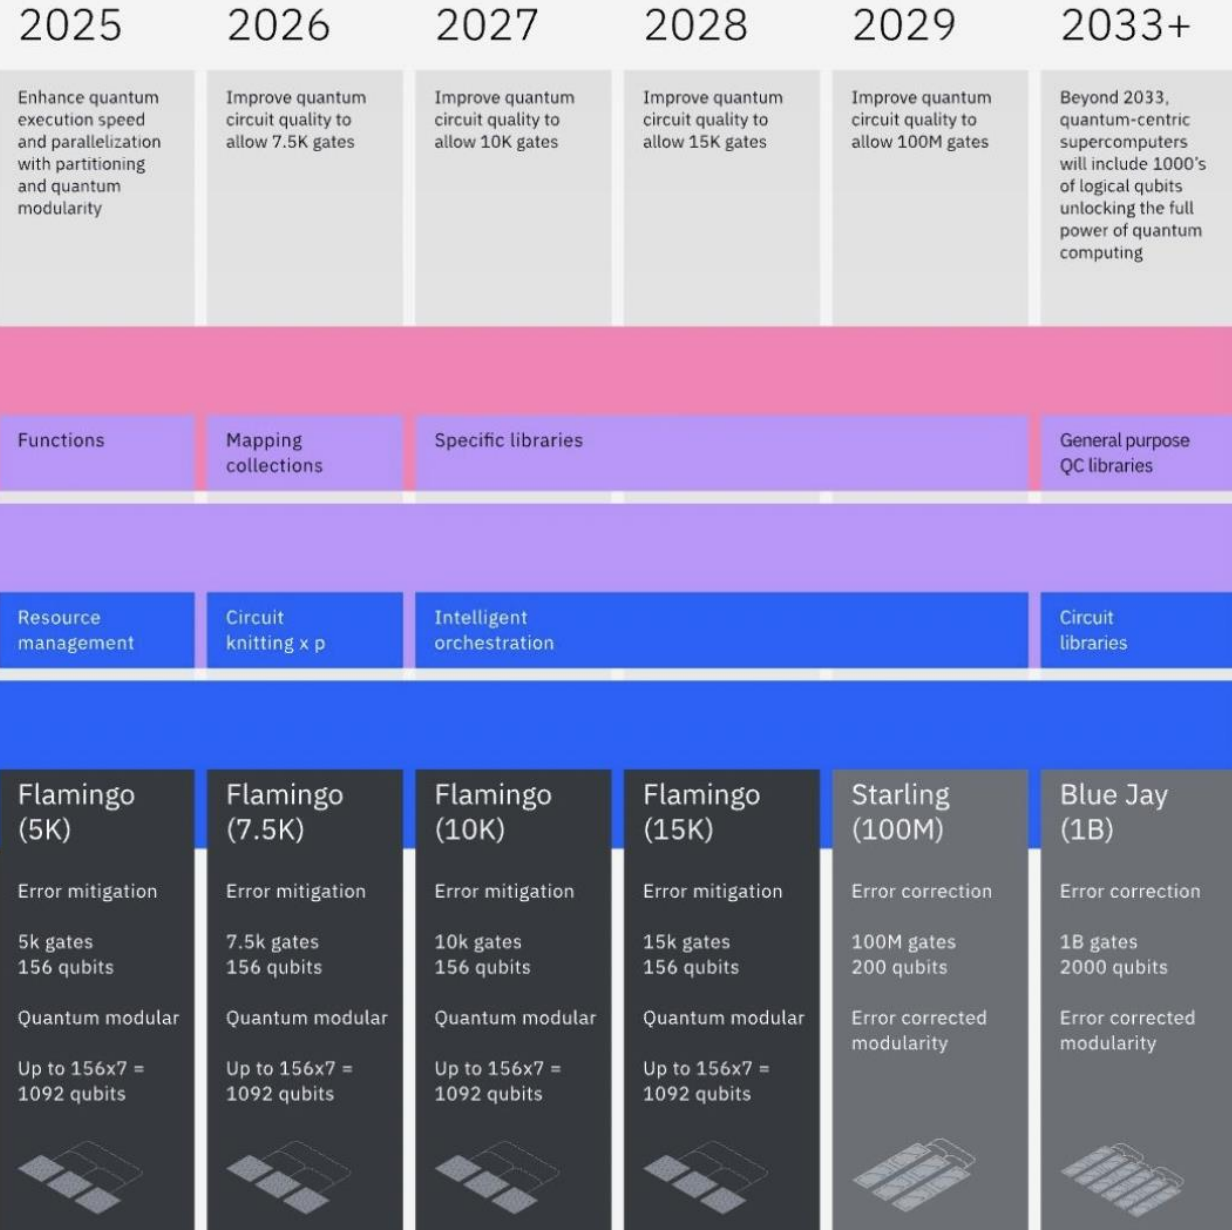 2025
2026
2027
2028
2029
2033+
Enhance quantum
execution speed
and parallelization
with partitioning
and quantum
modularity
Improve quantum
circuit quality to
allow 7.5K gates
Improve quantum
circuit quality to
allow 10K gates
Improve quantum
circuit quality to
allow 15K gates
Improve quantum
circuit quality to
allow 100M gates
Beyond 2033,
quantum-centric
supercomputers
will include 1000's
of logical qubits
unlocking the full
power of quantum
computing
Functions
Mapping
collections
Specific libraries
General purpose
QC libraries
Resource
management
Circuit
knitting x p
Intelligent
orchestration
Circuit
libraries
Flamingo
(5K)
Error mitigation
5k gates
156 qubits
Quantum modular
Up to 156x7 =
1092 qubits
Flamingo
(7.5K)
Error mitigation
7.5k gates
156 qubits
Quantum modular
Up to 156x7 =
1092 qubits
Flamingo
(10K)
Error mitigation
10k gates
156 qubits
Quantum modular
Up to 156x7 =
1092 qubits
Flamingo
(15K)
Error mitigation
15k gates
156 qubits
Quantum modular
Up to 156x7 =
1092 qubits
Starling
(100M)
Error correction
100M gates
200 qubits
Error corrected
modularity
Blue Jay
(1B)
Error correction
1B gates
2000 qubits
Error corrected
modularity